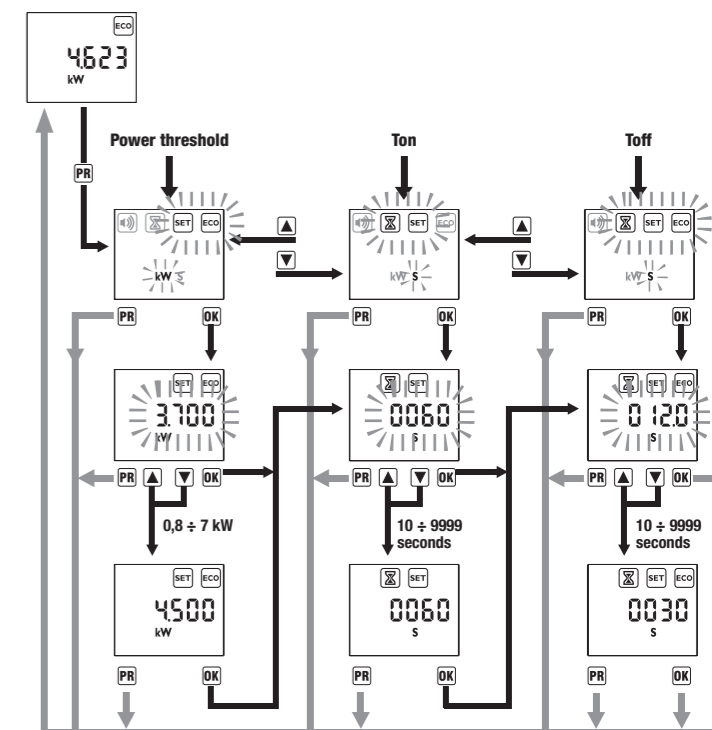 ECO
4.623
kW
Power threshold
Ton
Toff
PR
SET ECO
SET ECO
SET ECO
kW S
kW S
kW S
PR OK
PR OK
PR OK
SET ECO
SET
SET ECO
3.700
0060
012.0
kW
S
S
PR OK
PR OK
PR OK
0,8 ÷ 7 kW
10 ÷ 9999
seconds
10 ÷ 9999
seconds
SET ECO
SET
SET ECO
4.500
0060
0030
kW
S
S
PR OK
PR OK
PR OK